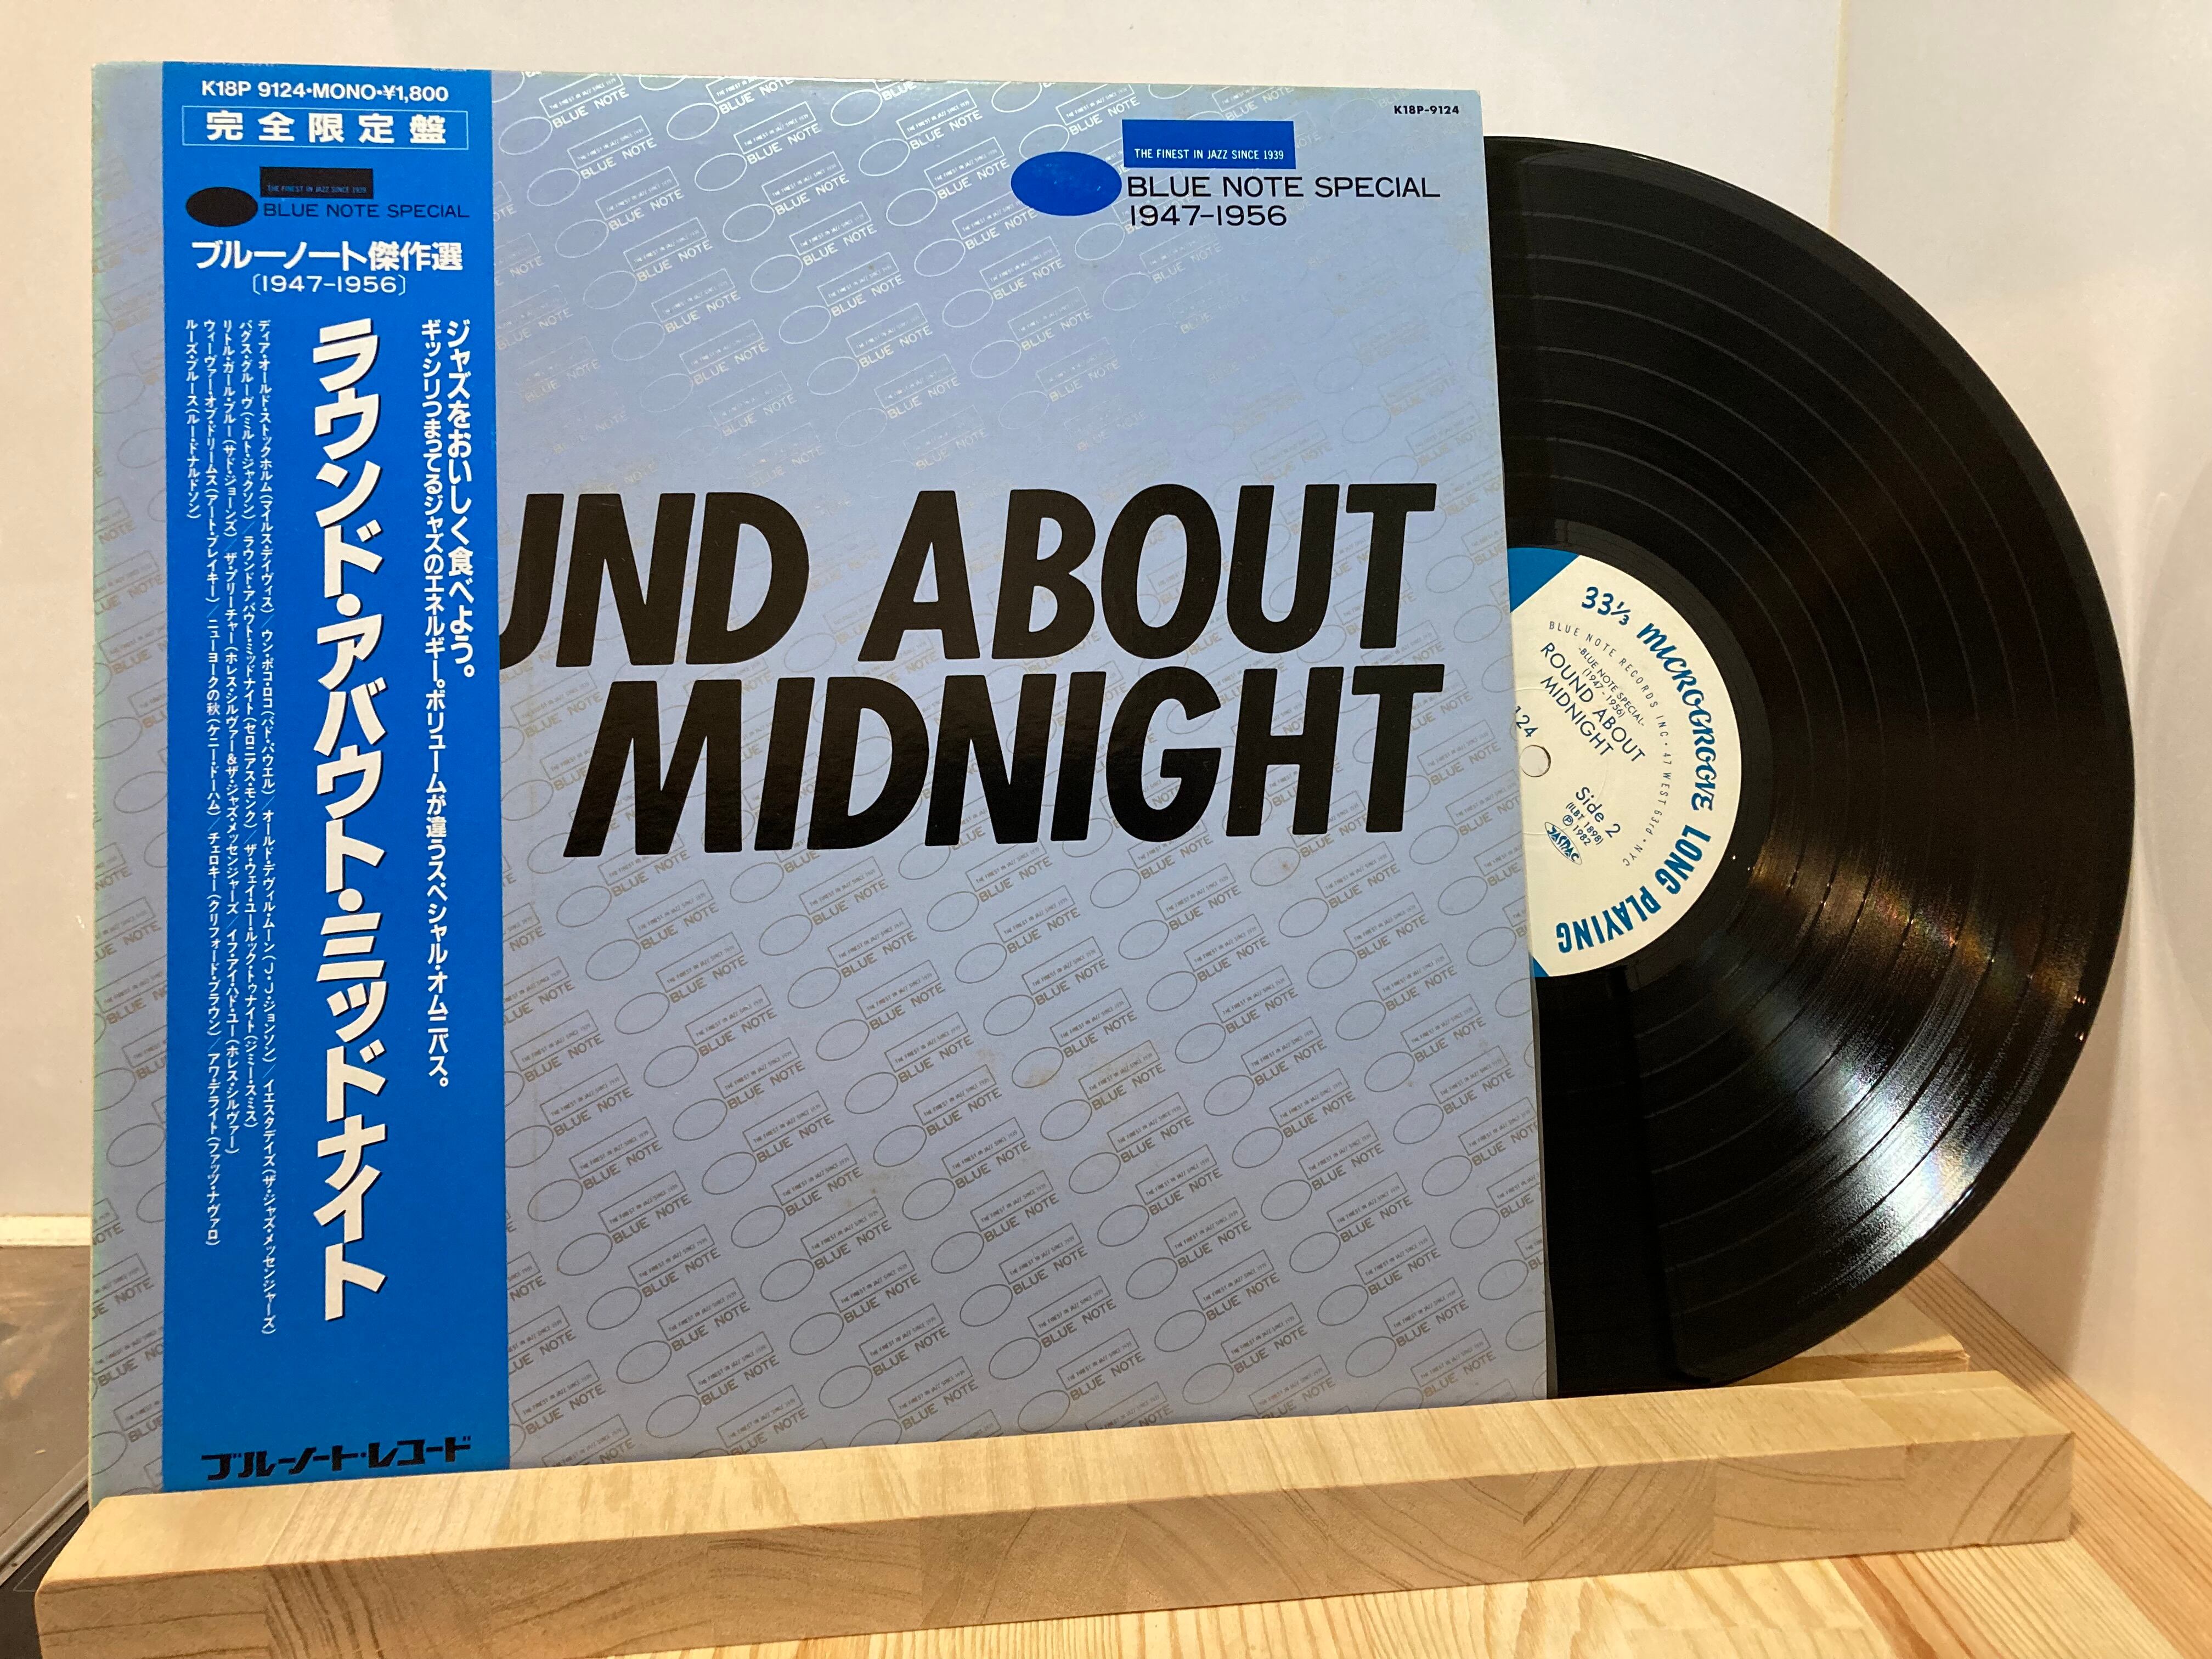 K18P 9124・MONO・¥1,800
完全限定盤
THE FINEST IN JAZZ SINCE 1939
BLUE NOTE SPECIAL
ブルーノート傑作選
〔1947-1956〕
ジャズをおいしく食べよう。
ギッシリつまってるジャズのエネルギー。ボリュームが違うスペシャル・オムニバス。
ラウンド・アバウト・ミッドナイト
ディア・オールド・ストックホルム(マイルス・デイヴィス)／ウン・ポコ・ロコ(バド・パウエル)／オールド・デヴィル・ムーン(J・J・ジョンソン)／イエスタデイズ(ザ・ジャズ・メッセンジャーズ)
バグス・グルーヴ(ミルト・ジャクソン)／ラウンド・アバウト・ミッドナイト(セロニアス・モンク)／ザ・ウェイ・ユー・ルック・トゥナイト(ジミー・スミス)
リトル・ガール・ブルー(サド・ジョーンズ)／ザ・プリーチャー(ホレス・シルヴァー&ザ・ジャズ・メッセンジャーズ イフ・アイ・ハド・ユー(ホレス・シルヴァー)
ウィーヴァー・オブ・ドリームス(アート・ブレイキー)／ニューヨークの秋(ケニー・ドーハム)／チェロキー(クリフォード・ブラウン)／アワ・デライト(ファッツ・ナヴァロ)
ルーズ・ブルース(ルー・ドナルドソン)
ブルーノート・レコード
K18P-9124
THE FINEST IN JAZZ SINCE 1939
BLUE NOTE SPECIAL
1947-1956
UND ABOUT
MIDNIGHT
33⅓ MICROGROOVE LONG PLAYING
BLUE NOTE RECORDS INC・47 WEST 63rd・NYC
-BLUE NOTE SPECIAL-
(1947-1956)
ROUND ABOUT
MIDNIGHT
124
Side 2
(ILBT 1898)
Ⓟ1982
JASRAC